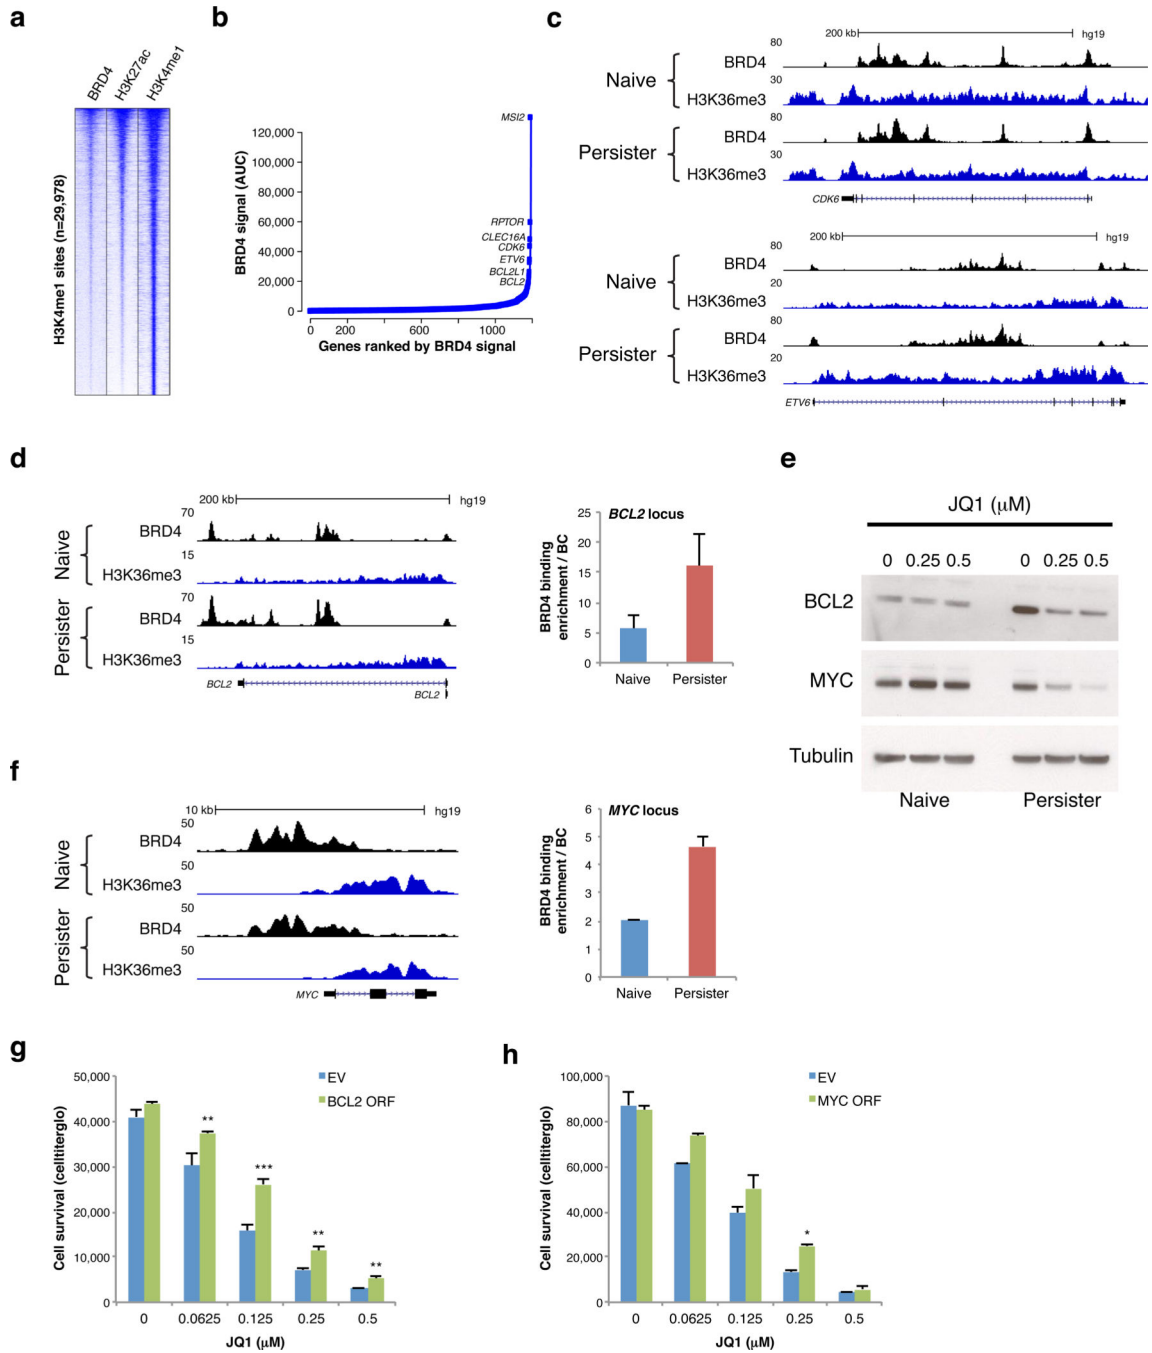 a
BRD4
H3K27ac
H3K4me1
H3K4me1 sites (n=29,978)
b
BRD4 signal (AUC)
120,000
100,000
80,000
60,000
40,000
20,000
0
MSI2
RPTOR
CLEC16A
CDK6
ETV6
BCL2L1
BCL2
0 200 600 1000
Genes ranked by BRD4 signal
c
200 kb hg19
Naive
80
BRD4
30
H3K36me3
Persister
80
BRD4
30
H3K36me3
CDK6
200 kb hg19
Naive
80
BRD4
20
H3K36me3
Persister
80
BRD4
20
H3K36me3
ETV6
d
200 kb hg19
Naive
70
BRD4
15
H3K36me3
Persister
70
BRD4
15
H3K36me3
BCL2
BCL2
BCL2 locus
BRD4 binding
enrichment / BC
25
20
15
10
5
0
Naive Persister
e
JQ1 (μM)
0 0.25 0.5 0 0.25 0.5
BCL2
MYC
Tubulin
Naive Persister
f
10 kb hg19
Naive
50
BRD4
50
H3K36me3
Persister
50
BRD4
50
H3K36me3
MYC
MYC locus
BRD4 binding
enrichment / BC
6
5
4
3
2
1
0
Naive Persister
g
Cell survival (celltiterglo)
50,000
40,000
30,000
20,000
10,000
0
EV
BCL2 ORF
**
***
**
**
0 0.0625 0.125 0.25 0.5
JQ1 (μM)
h
Cell survival (celltiterglo)
100,000
80,000
60,000
40,000
20,000
0
EV
MYC ORF
*
0 0.0625 0.125 0.25 0.5
JQ1 (μM)